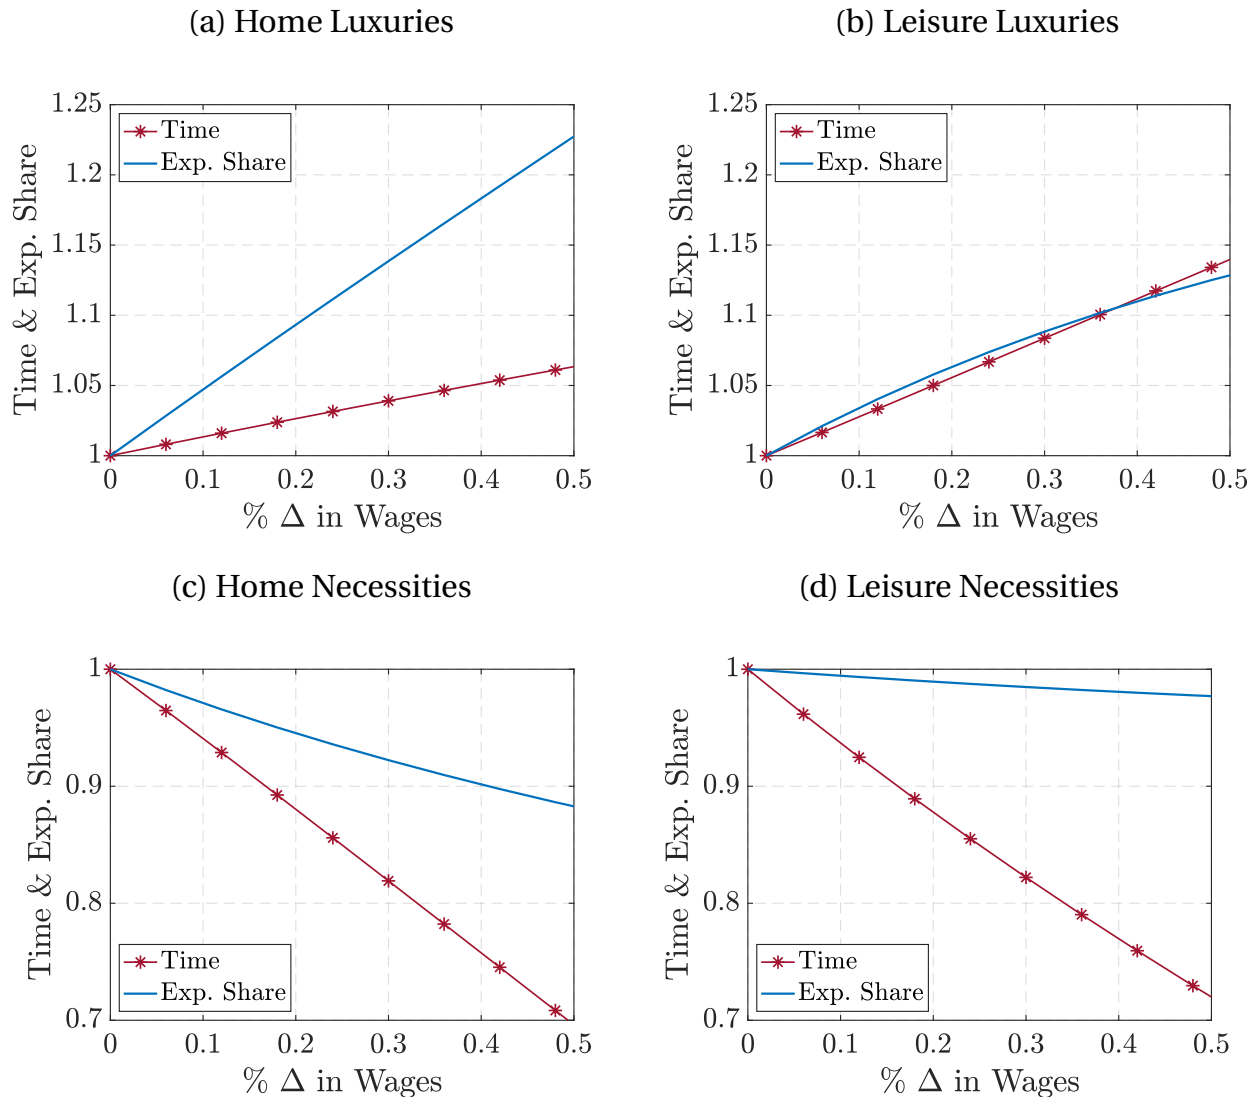 (a) Home Luxuries
Time & Exp. Share
1.25
1.2
1.15
1.1
1.05
1
Time
Exp. Share
0 0.1 0.2 0.3 0.4 0.5
% Δ in Wages
(b) Leisure Luxuries
Time & Exp. Share
1.25
1.2
1.15
1.1
1.05
1
Time
Exp. Share
0 0.1 0.2 0.3 0.4 0.5
% Δ in Wages
(c) Home Necessities
Time & Exp. Share
1
0.9
0.8
0.7
Time
Exp. Share
0 0.1 0.2 0.3 0.4 0.5
% Δ in Wages
(d) Leisure Necessities
Time & Exp. Share
1
0.9
0.8
0.7
Time
Exp. Share
0 0.1 0.2 0.3 0.4 0.5
% Δ in Wages